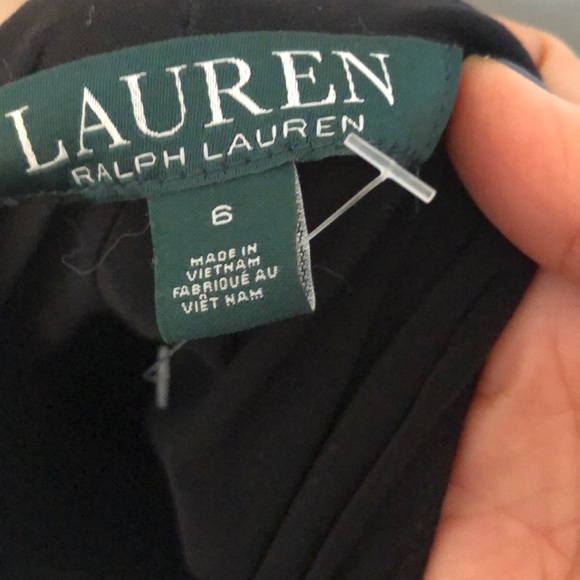 LAUREN
RALPH LAUREN
6
MADE IN
VIETNAM
FABRIQUÉ AU
VIÊT NAM